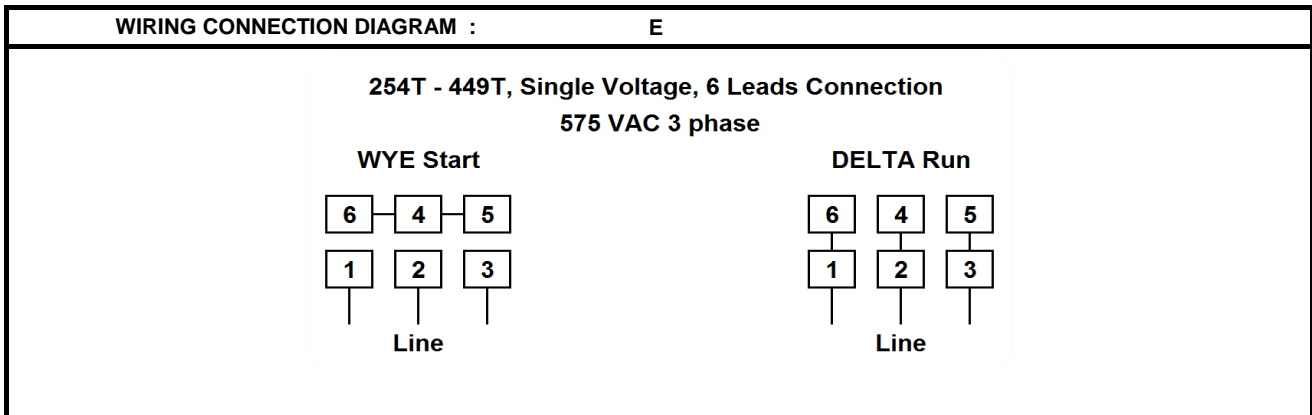 WIRING CONNECTION DIAGRAM : E
254T - 449T, Single Voltage, 6 Leads Connection
575 VAC 3 phase
WYE Start DELTA Run
6 4 5 6 4 5
1 2 3 1 2 3
Line Line